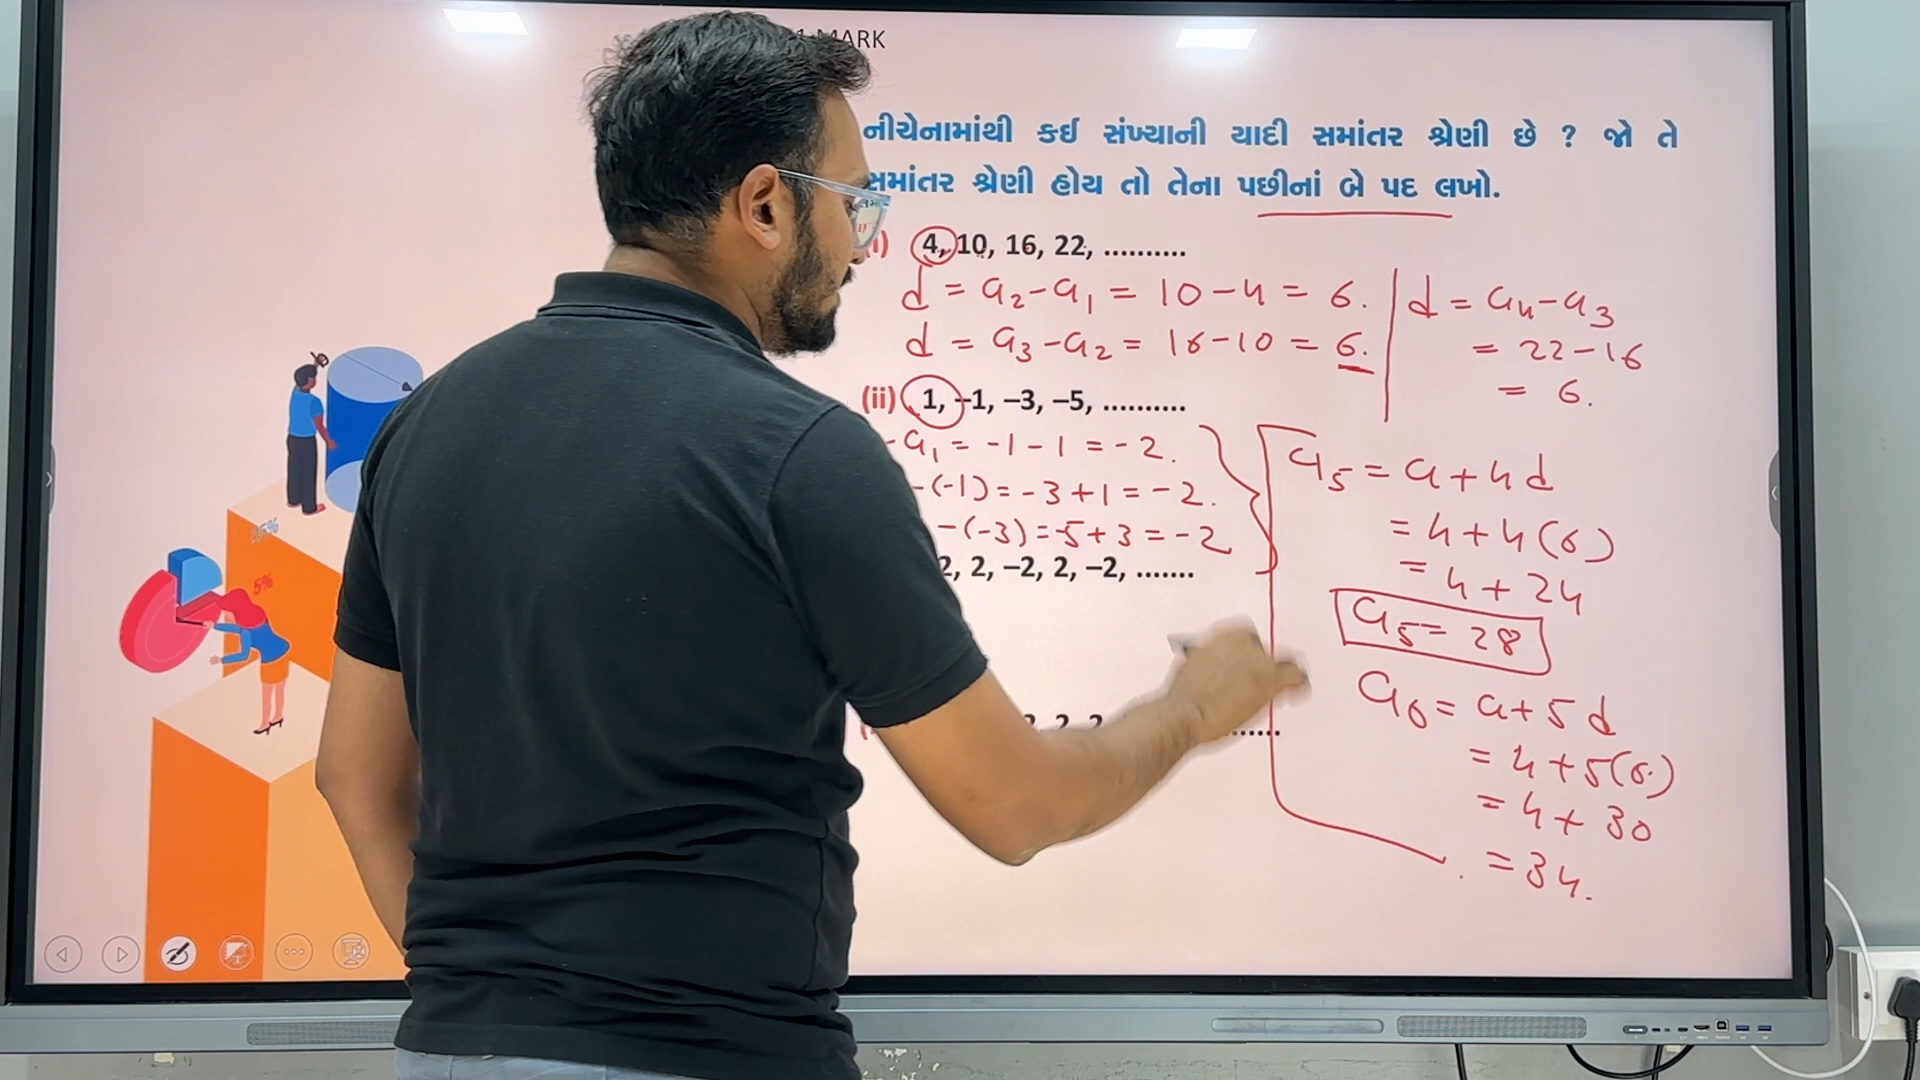 MARK
નીચેનામાંથી કઈ સંખ્યાની યાદી સમાંતર શ્રેણી છે ? જો તે
સમાંતર શ્રેણી હોય તો તેના પછીનાં બે પદ લખો.
(i) 4, 10, 16, 22, ..........
d = a₂ - a₁ = 10 - 4 = 6.
d = a₃ - a₂ = 16 - 10 = 6.
d = a₄ - a₃
= 22 - 16
= 6.
(ii) 1, –1, –3, –5, ..........
- a₁ = -1 - 1 = -2.
-(-1) = -3 + 1 = -2.
-(-3) = -5 + 3 = -2
2, 2, –2, 2, –2, .......
a₅ = a + 4d
= 4 + 4(6)
= 4 + 24
a₅ = 28
a₆ = a + 5d
= 4 + 5(6)
= 4 + 30
= 34.
5%